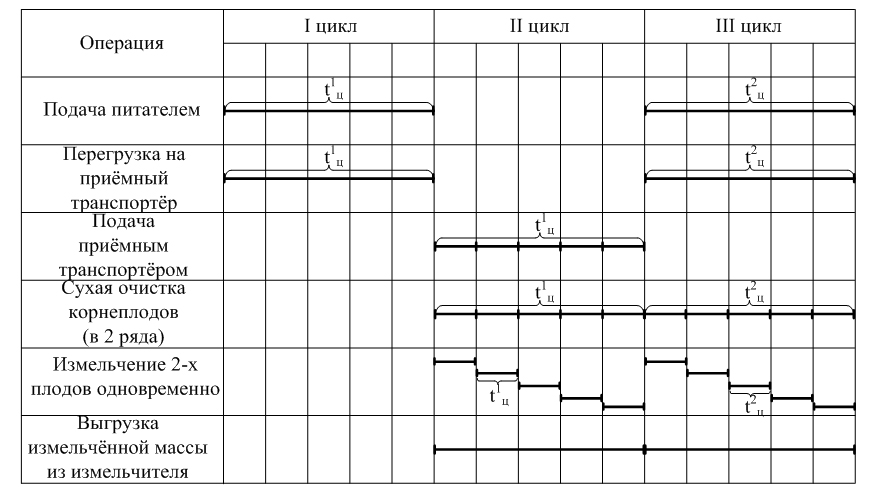 Операция
I цикл
II цикл
III цикл
Подача питателем
t¹ц
t²ц
Перегрузка на
приёмный
транспортёр
t¹ц
t²ц
Подача
приёмным
транспортёром
t¹ц
Сухая очистка
корнеплодов
(в 2 ряда)
t¹ц
t²ц
Измельчение 2-х
плодов одновременно
t¹ц
t²ц
Выгрузка
измельчённой массы
из измельчителя